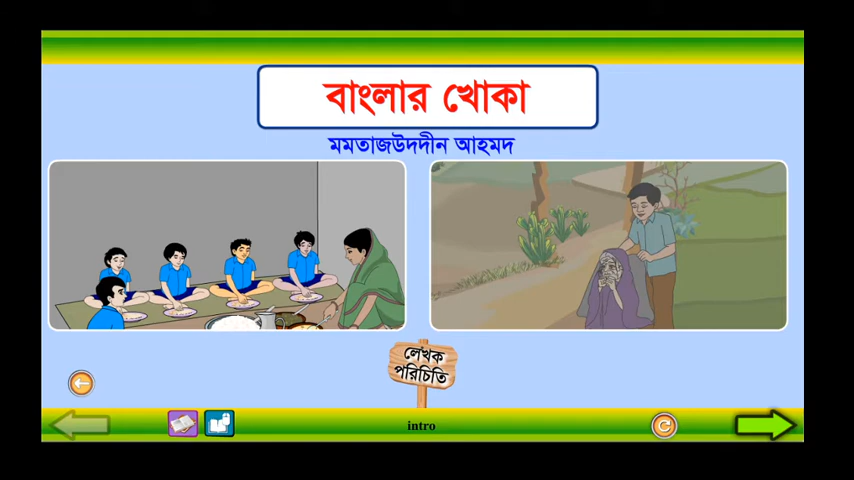 বাংলার খোকা
মমতাজউদদীন আহমদ
লেখক
পরিচিতি
intro